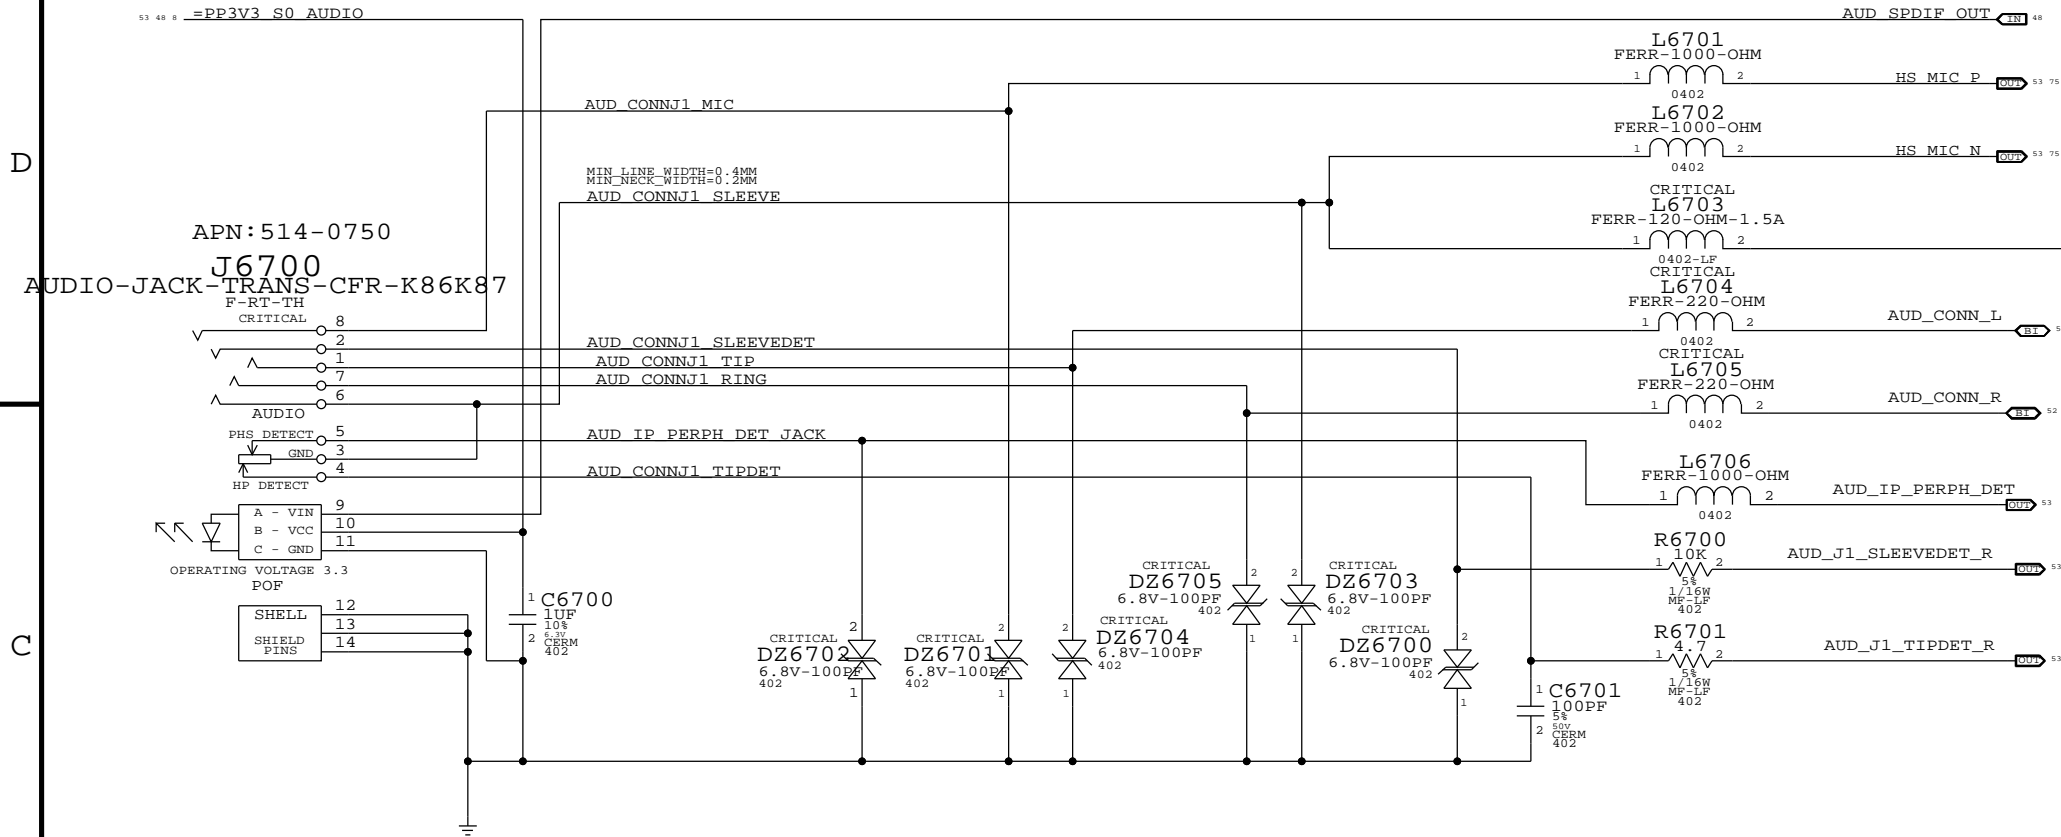 53 48 8 =PP3V3_S0_AUDIO
AUD_SPDIF_OUT IN 48
L6701
FERR-1000-OHM
1 2
0402
HS_MIC_P OUT 53 75
AUD_CONNJ1_MIC
L6702
FERR-1000-OHM
1 2
0402
HS_MIC_N OUT 53 75
D
MIN_LINE_WIDTH=0.4MM
MIN_NECK_WIDTH=0.2MM
AUD_CONNJ1_SLEEVE
CRITICAL
L6703
FERR-120-OHM-1.5A
1 2
0402-LF
APN:514-0750
J6700
AUDIO-JACK-TRANS-CFR-K86K87
F-RT-TH
CRITICAL
CRITICAL
L6704
FERR-220-OHM
1 2
0402
AUD_CONN_L BI 5
8
2 AUD_CONNJ1_SLEEVEDET
1 AUD_CONNJ1_TIP
7 AUD_CONNJ1_RING
6
AUDIO
CRITICAL
L6705
FERR-220-OHM
1 2
0402
AUD_CONN_R BI 52
PHS DETECT 5 AUD_IP_PERPH_DET_JACK
GND 3
4 AUD_CONNJ1_TIPDET
HP DETECT
L6706
FERR-1000-OHM
1 2
0402
AUD_IP_PERPH_DET OUT 53
A - VIN 9
B - VCC 10
C - GND 11
OPERATING VOLTAGE 3.3
POF
R6700
10K
1 2
5%
1/16W
MF-LF
402
AUD_J1_SLEEVEDET_R OUT 53
SHELL 12
13
SHIELD
PINS 14
1 C6700
1UF
10%
6.3V
2 CERM
402
CRITICAL
DZ6705
6.8V-100PF
402
2
1
CRITICAL
DZ6703
6.8V-100PF
402
2
1
C
CRITICAL
DZ6702
6.8V-100PF
402
2
1
CRITICAL
DZ6701
6.8V-100PF
402
2
1
CRITICAL
DZ6704
6.8V-100PF
402
2
1
CRITICAL
DZ6700
6.8V-100PF
402
2
1
R6701
4.7
1 2
5%
1/16W
MF-LF
402
AUD_J1_TIPDET_R OUT 53
1 C6701
100PF
5%
50V
2 CERM
402